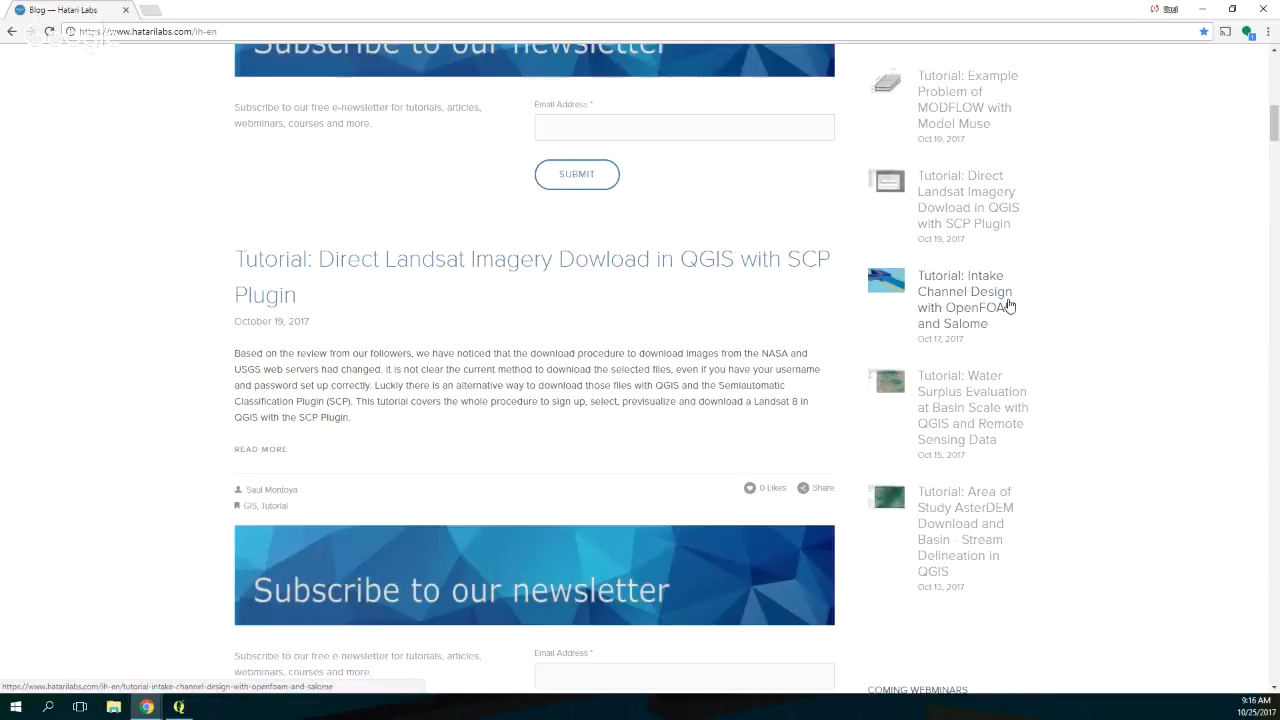 Blog — Hatari Labs
Saul
https://www.hatarilabs.com/ih-en
Subscribe to our newsletter
Subscribe to our free e-newsletter for tutorials, articles,
webminars, courses and more.
Email Address *
SUBMIT
Tutorial: Direct Landsat Imagery Dowload in QGIS with SCP
Plugin
October 19, 2017
Based on the review from our followers, we have noticed that the download procedure to download images from the NASA and
USGS web servers had changed. it is not clear the current method to download the selected files, even if you have your username
and password set up correctly. Luckly there is an alternative way to download those files with QGIS and the Semiautomatic
Classification Plugin (SCP). This tutorial covers the whole procedure to sign up, select, previsualize and download a Landsat 8 in
QGIS with the SCP Plugin.
READ MORE
Saul Montoya
GIS, Tutorial
0 Likes
Share
Subscribe to our newsletter
Subscribe to our free e-newsletter for tutorials, articles,
webminars, courses and more.
Email Address *
Tutorial: Example
Problem of
MODFLOW with
Model Muse
Oct 19, 2017
Tutorial: Direct
Landsat Imagery
Dowload in QGIS
with SCP Plugin
Oct 19, 2017
Tutorial: Intake
Channel Design
with OpenFOA
and Salome
Oct 17, 2017
Tutorial: Water
Surplus Evaluation
at Basin Scale with
QGIS and Remote
Sensing Data
Oct 15, 2017
Tutorial: Area of
Study AsterDEM
Download and
Basin - Stream
Delineation in
QGIS
Oct 13, 2017
COMING WEBMINARS
https://www.hatarilabs.com/ih-en/tutorial-intake-channel-design-with-openfoam-and-salome
9:16 AM
10/25/2017